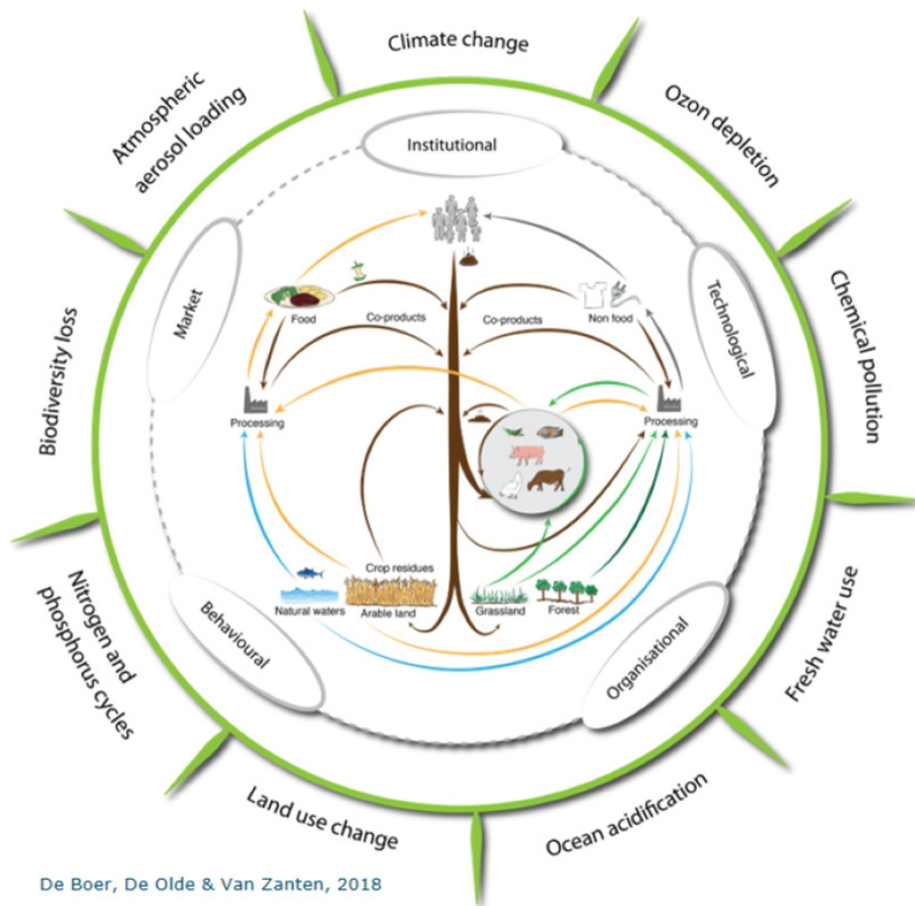 Climate change
Ozon depletion
Chemical pollution
Fresh water use
Ocean acidification
Land use change
Nitrogen and
phosphorus cycles
Biodiversity loss
Atmospheric
aerosol loading
Institutional
Technological
Organisational
Behavioural
Market
Food
Co-products
Co-products
Non food
Processing
Processing
Crop residues
Natural waters
Arable land
Grassland
Forest
De Boer, De Olde & Van Zanten, 2018